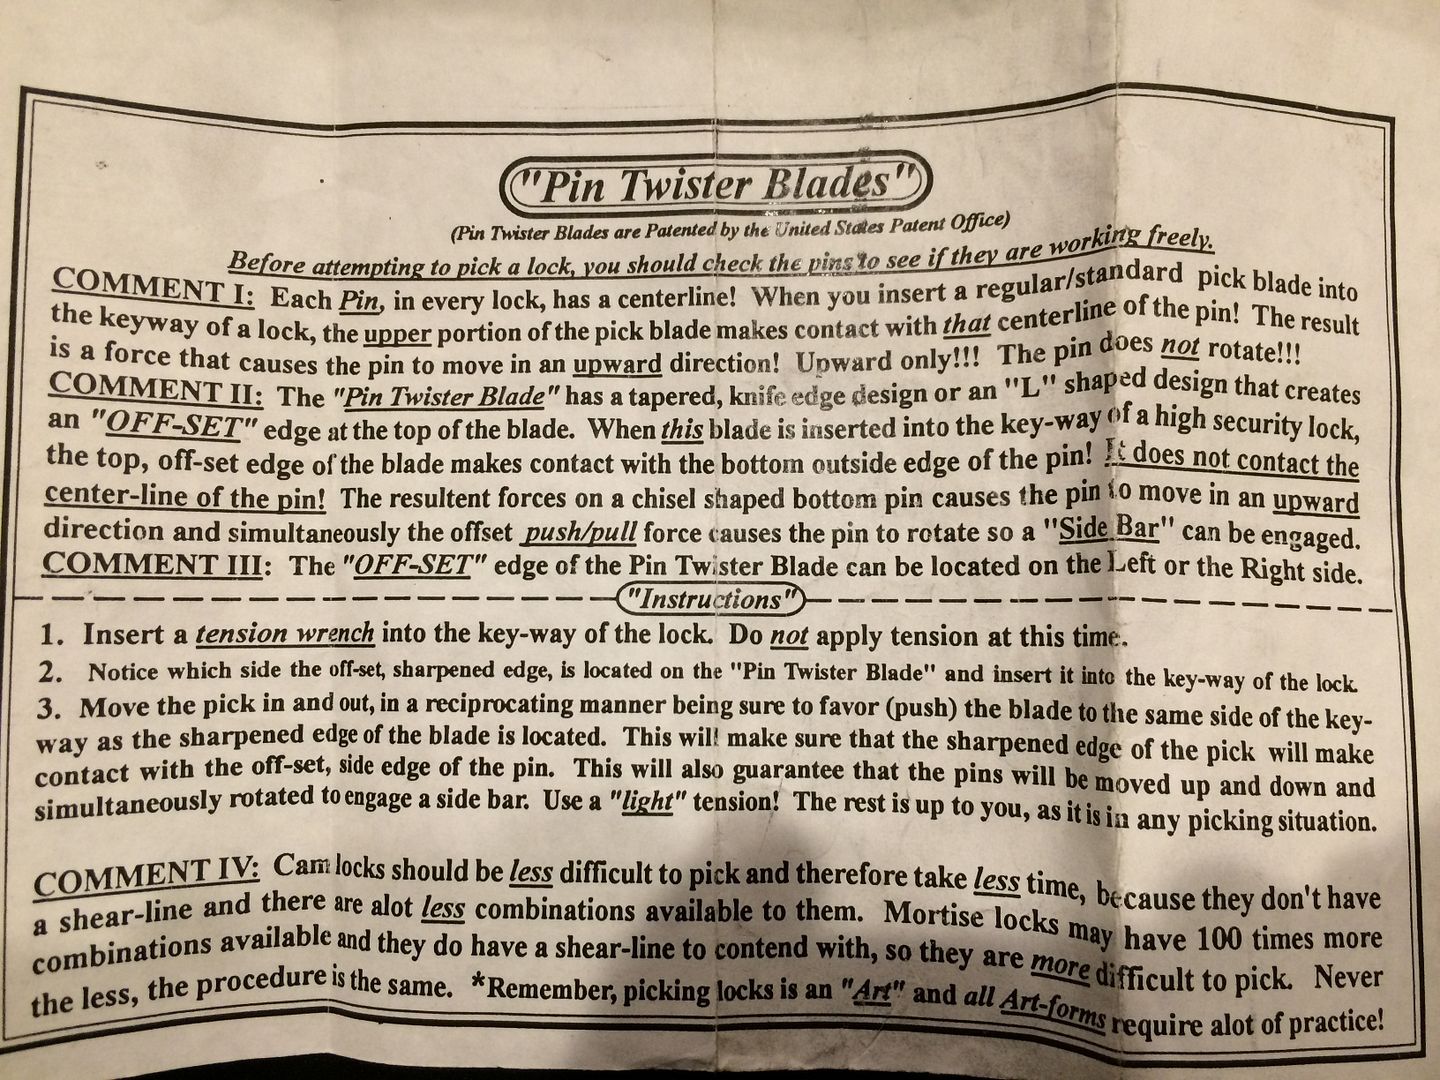 "Pin Twister Blades"
(Pin Twister Blades are Patented by the United States Patent Office)
Before attempting to pick a lock, you should check the pins to see if they are working freely.
COMMENT I: Each Pin, in every lock, has a centerline! When you insert a regular/standard pick blade into
the keyway of a lock, the upper portion of the pick blade makes contact with that centerline of the pin! The result
is a force that causes the pin to move in an upward direction! Upward only!!! The pin does not rotate!!!
COMMENT II: The "Pin Twister Blade" has a tapered, knife edge design or an "L" shaped design that creates
an "OFF-SET" edge at the top of the blade. When this blade is inserted into the key-way of a high security lock,
the top, off-set edge of the blade makes contact with the bottom outside edge of the pin! It does not contact the
center-line of the pin! The resultent forces on a chisel shaped bottom pin causes the pin to move in an upward
direction and simultaneously the offset push/pull force causes the pin to rotate so a "Side Bar" can be engaged.
COMMENT III: The "OFF-SET" edge of the Pin Twister Blade can be located on the Left or the Right side.
"Instructions"
1. Insert a tension wrench into the key-way of the lock. Do not apply tension at this time.
2. Notice which side the off-set, sharpened edge, is located on the "Pin Twister Blade" and insert it into the key-way of the lock.
3. Move the pick in and out, in a reciprocating manner being sure to favor (push) the blade to the same side of the key-
way as the sharpened edge of the blade is located. This will make sure that the sharpened edge of the pick will make
contact with the off-set, side edge of the pin. This will also guarantee that the pins will be moved up and down and
simultaneously rotated to engage a side bar. Use a "light" tension! The rest is up to you, as it is in any picking situation.
COMMENT IV: Cam locks should be less difficult to pick and therefore take less time, because they don't have
a shear-line and there are alot less combinations available to them. Mortise locks may have 100 times more
combinations available and they do have a shear-line to contend with, so they are more difficult to pick. Never
the less, the procedure is the same. *Remember, picking locks is an "Art" and all Art-forms require alot of practice!